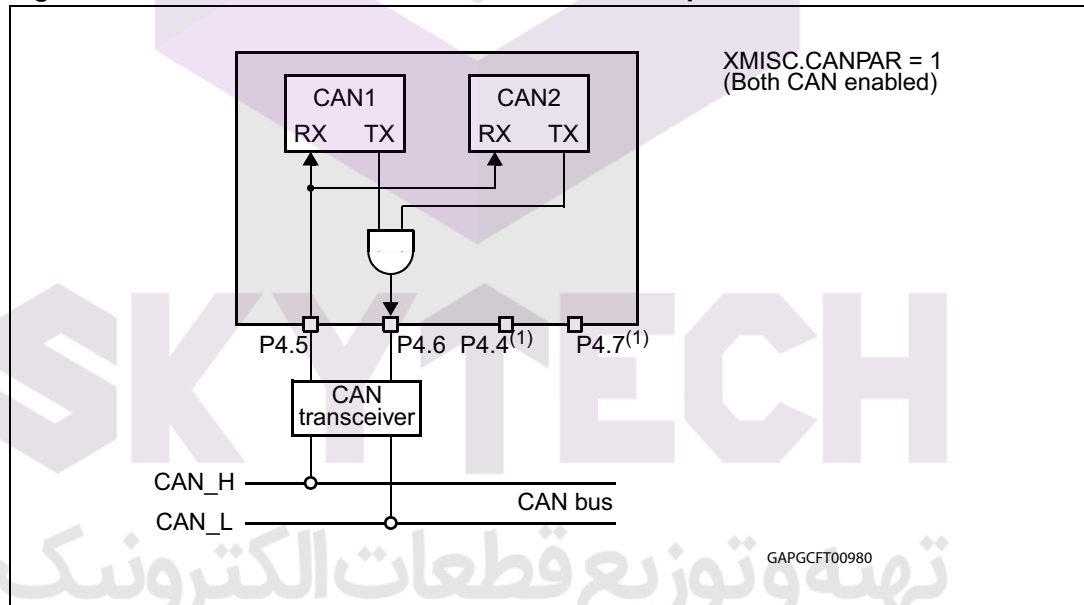 XMISC.CANPAR = 1
(Both CAN enabled)
CAN1
CAN2
RX TX
RX TX
P4.5
P4.6
P4.4(1)
P4.7(1)
CAN
transceiver
CAN_H
CAN bus
CAN_L
GAPGCFT00980
SKYTECH
تهیه و توزیع قطعات الکترونیک